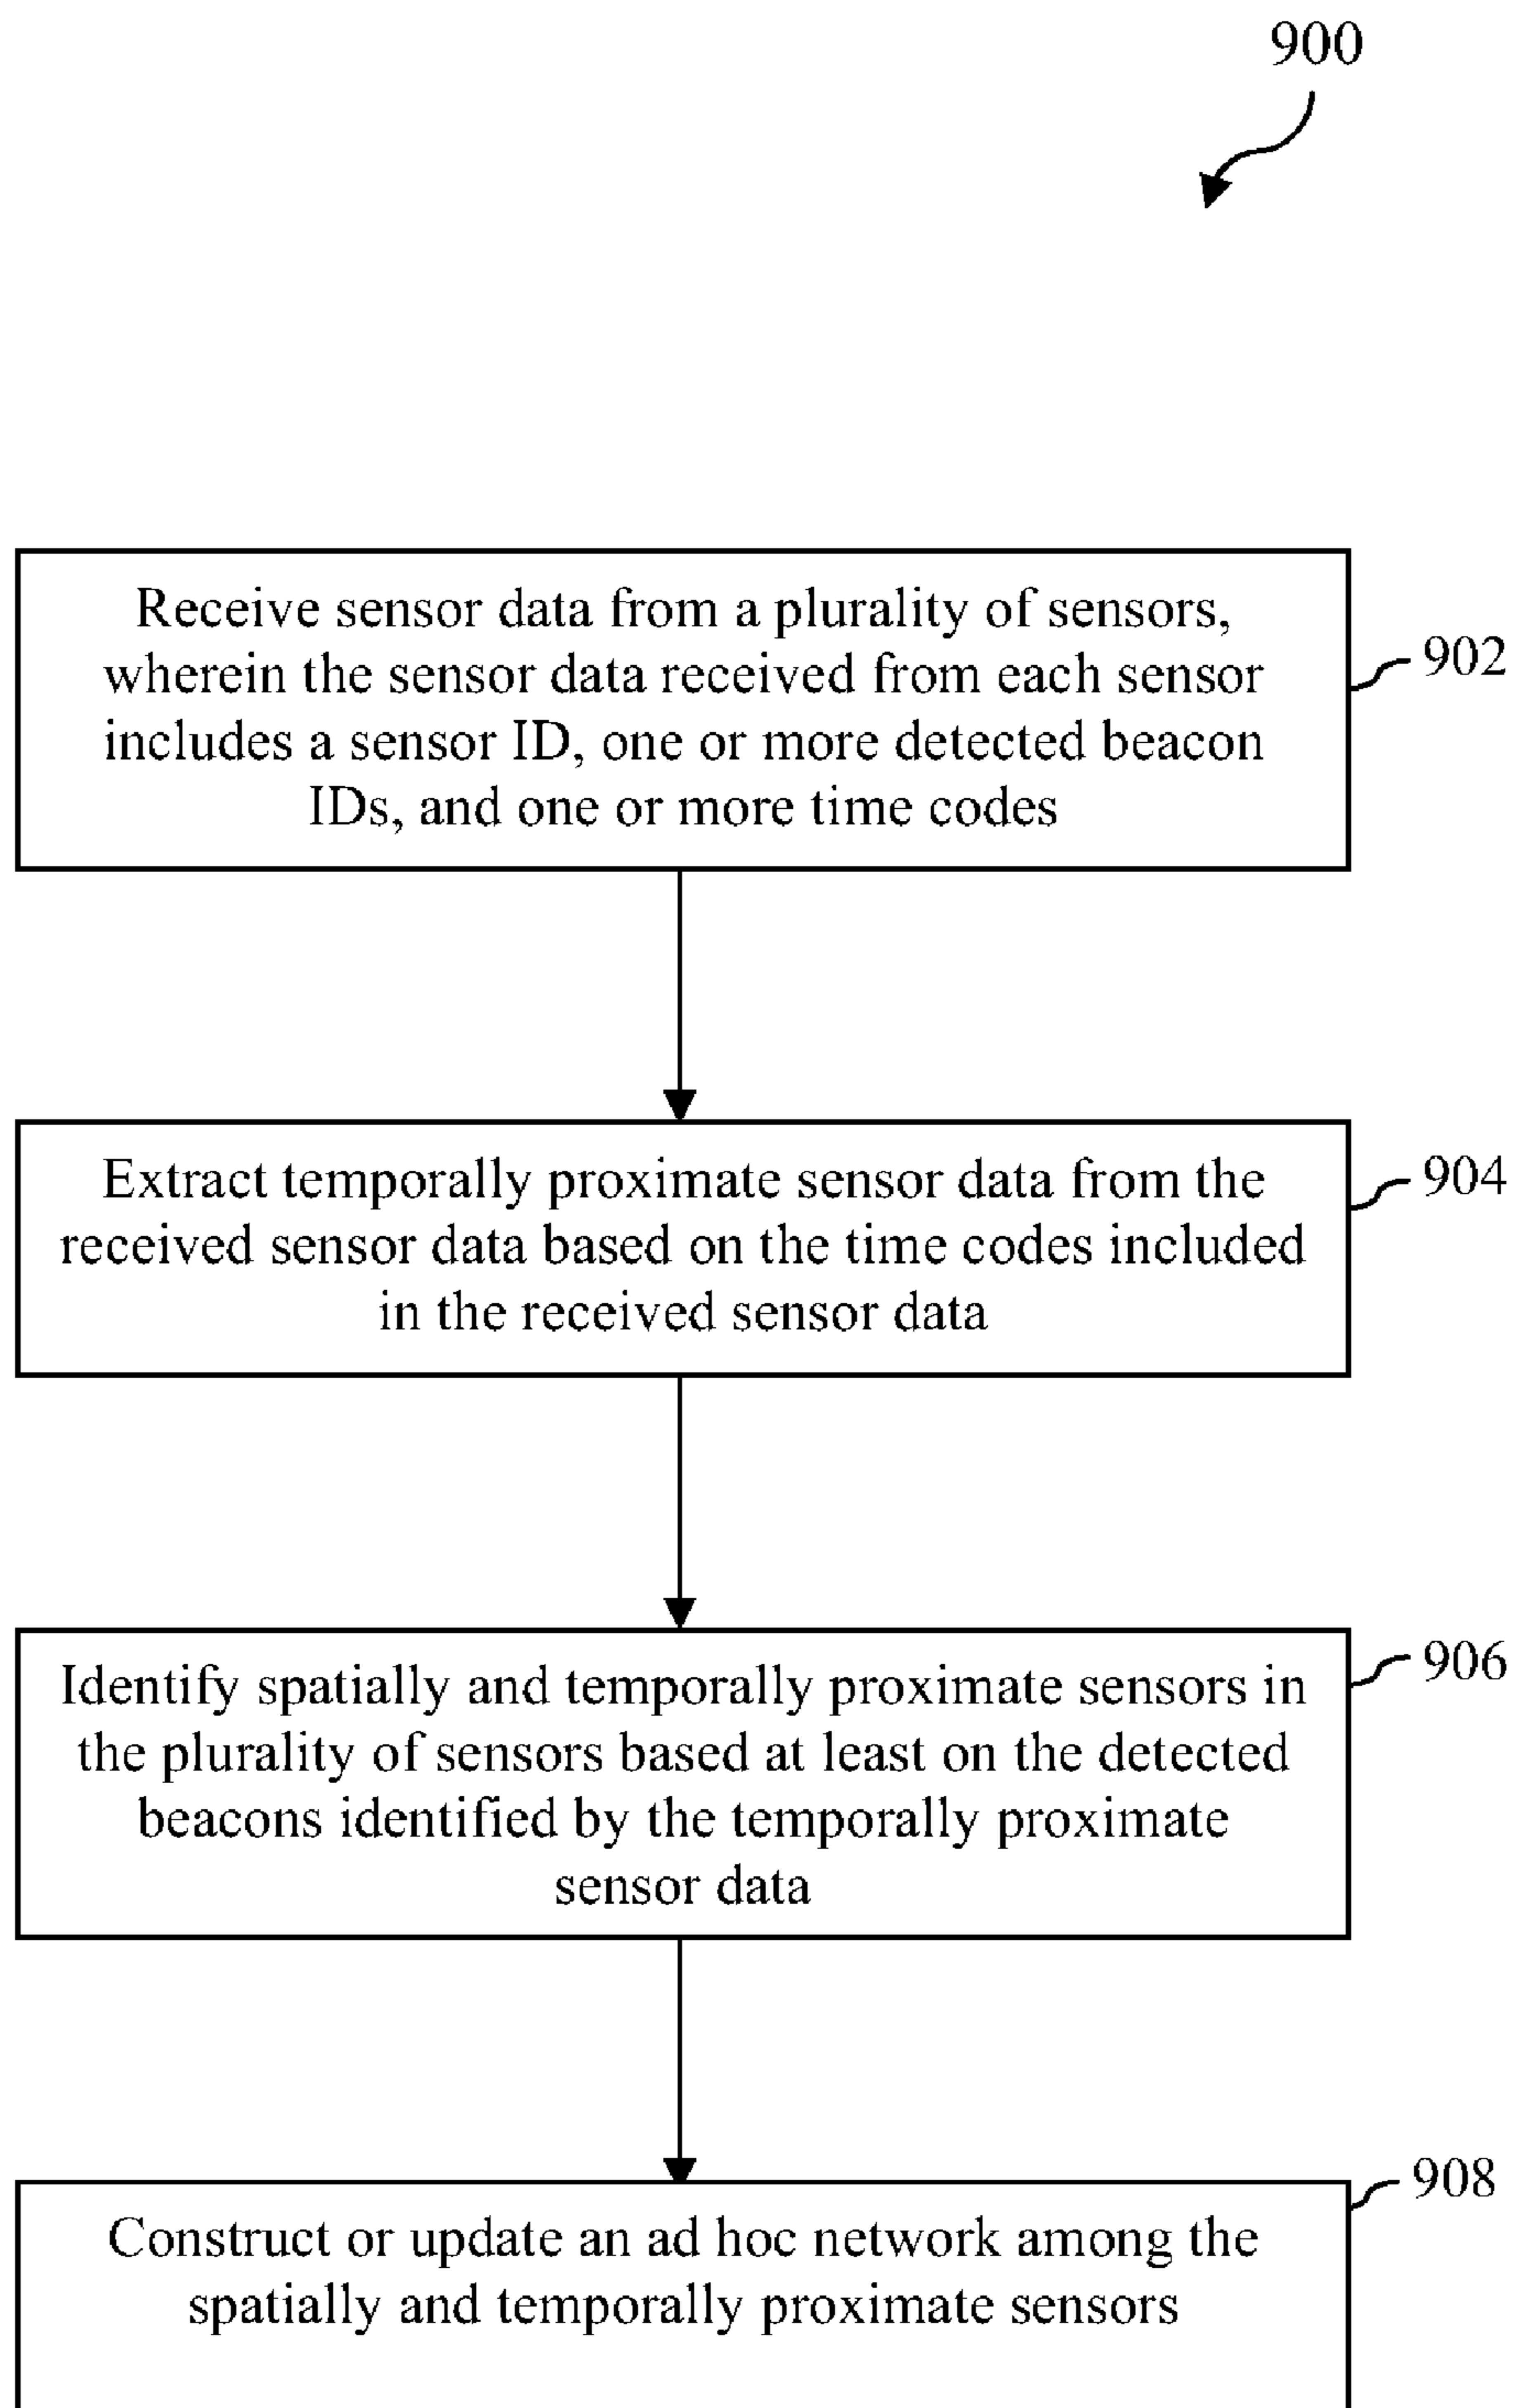 900
Receive sensor data from a plurality of sensors,
wherein the sensor data received from each sensor
includes a sensor ID, one or more detected beacon
IDs, and one or more time codes
902
Extract temporally proximate sensor data from the
received sensor data based on the time codes included
in the received sensor data
904
Identify spatially and temporally proximate sensors in
the plurality of sensors based at least on the detected
beacons identified by the temporally proximate
sensor data
906
Construct or update an ad hoc network among the
spatially and temporally proximate sensors
908